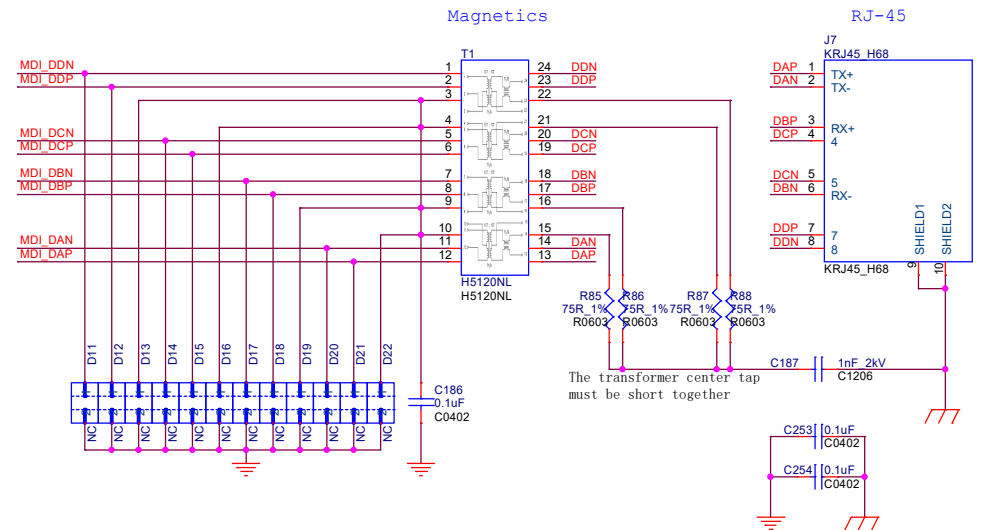 Magnetics
RJ-45
T1
J7
KRJ45_H68
MDI_DDN 1 24 DDN
MDI_DDP 2 23 DDP
3 22
4 21
MDI_DCN 5 20 DCN
MDI_DCP 6 19 DCP
MDI_DBN 7 18 DBN
MDI_DBP 8 17 DBP
9 16
10 15
MDI_DAN 11 14 DAN
MDI_DAP 12 13 DAP
H5120NL
H5120NL
DAP 1 TX+
DAN 2 TX-
DBP 3 RX+
DCP 4 4
DCN 5 5
DBN 6 RX-
DDP 7 7
DDN 8 8
SHIELD1
SHIELD2
9
10
KRJ45_H68
R85
75R_1%
R0603
R86
75R_1%
R0603
R87
75R_1%
R0603
R88
75R_1%
R0603
D11
D12
D13
D14
D15
D16
D17
D18
D19
D20
D21
D22
NC
NC
NC
NC
NC
NC
NC
NC
NC
NC
NC
NC
C186
0.1uF
C0402
The transformer center tap
must be short together
C187
1nF_2kV
C1206
C253
0.1uF
C0402
C254
0.1uF
C0402